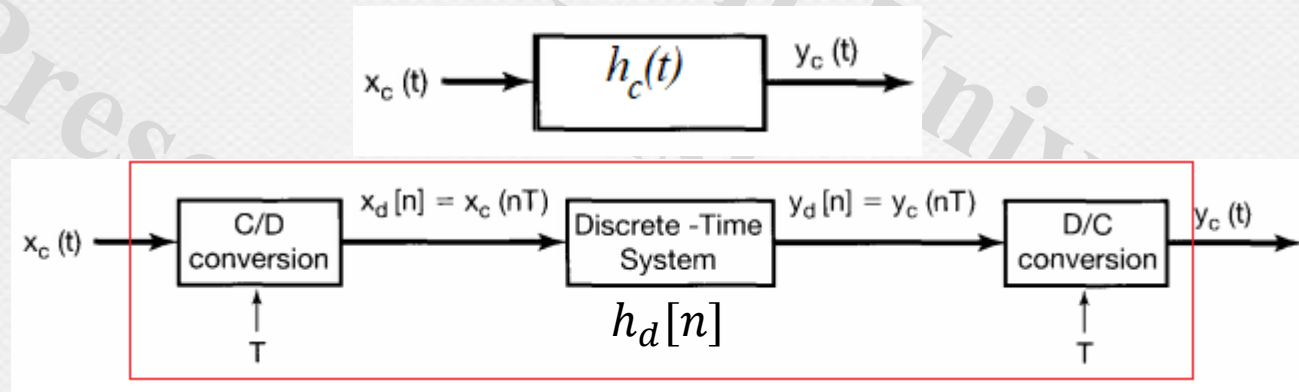 h_c(t)
x_c (t)
y_c (t)
x_c (t)
C/D
conversion
T
x_d [n] = x_c (nT)
Discrete -Time
System
h_d[n]
y_d [n] = y_c (nT)
D/C
conversion
T
y_c (t)